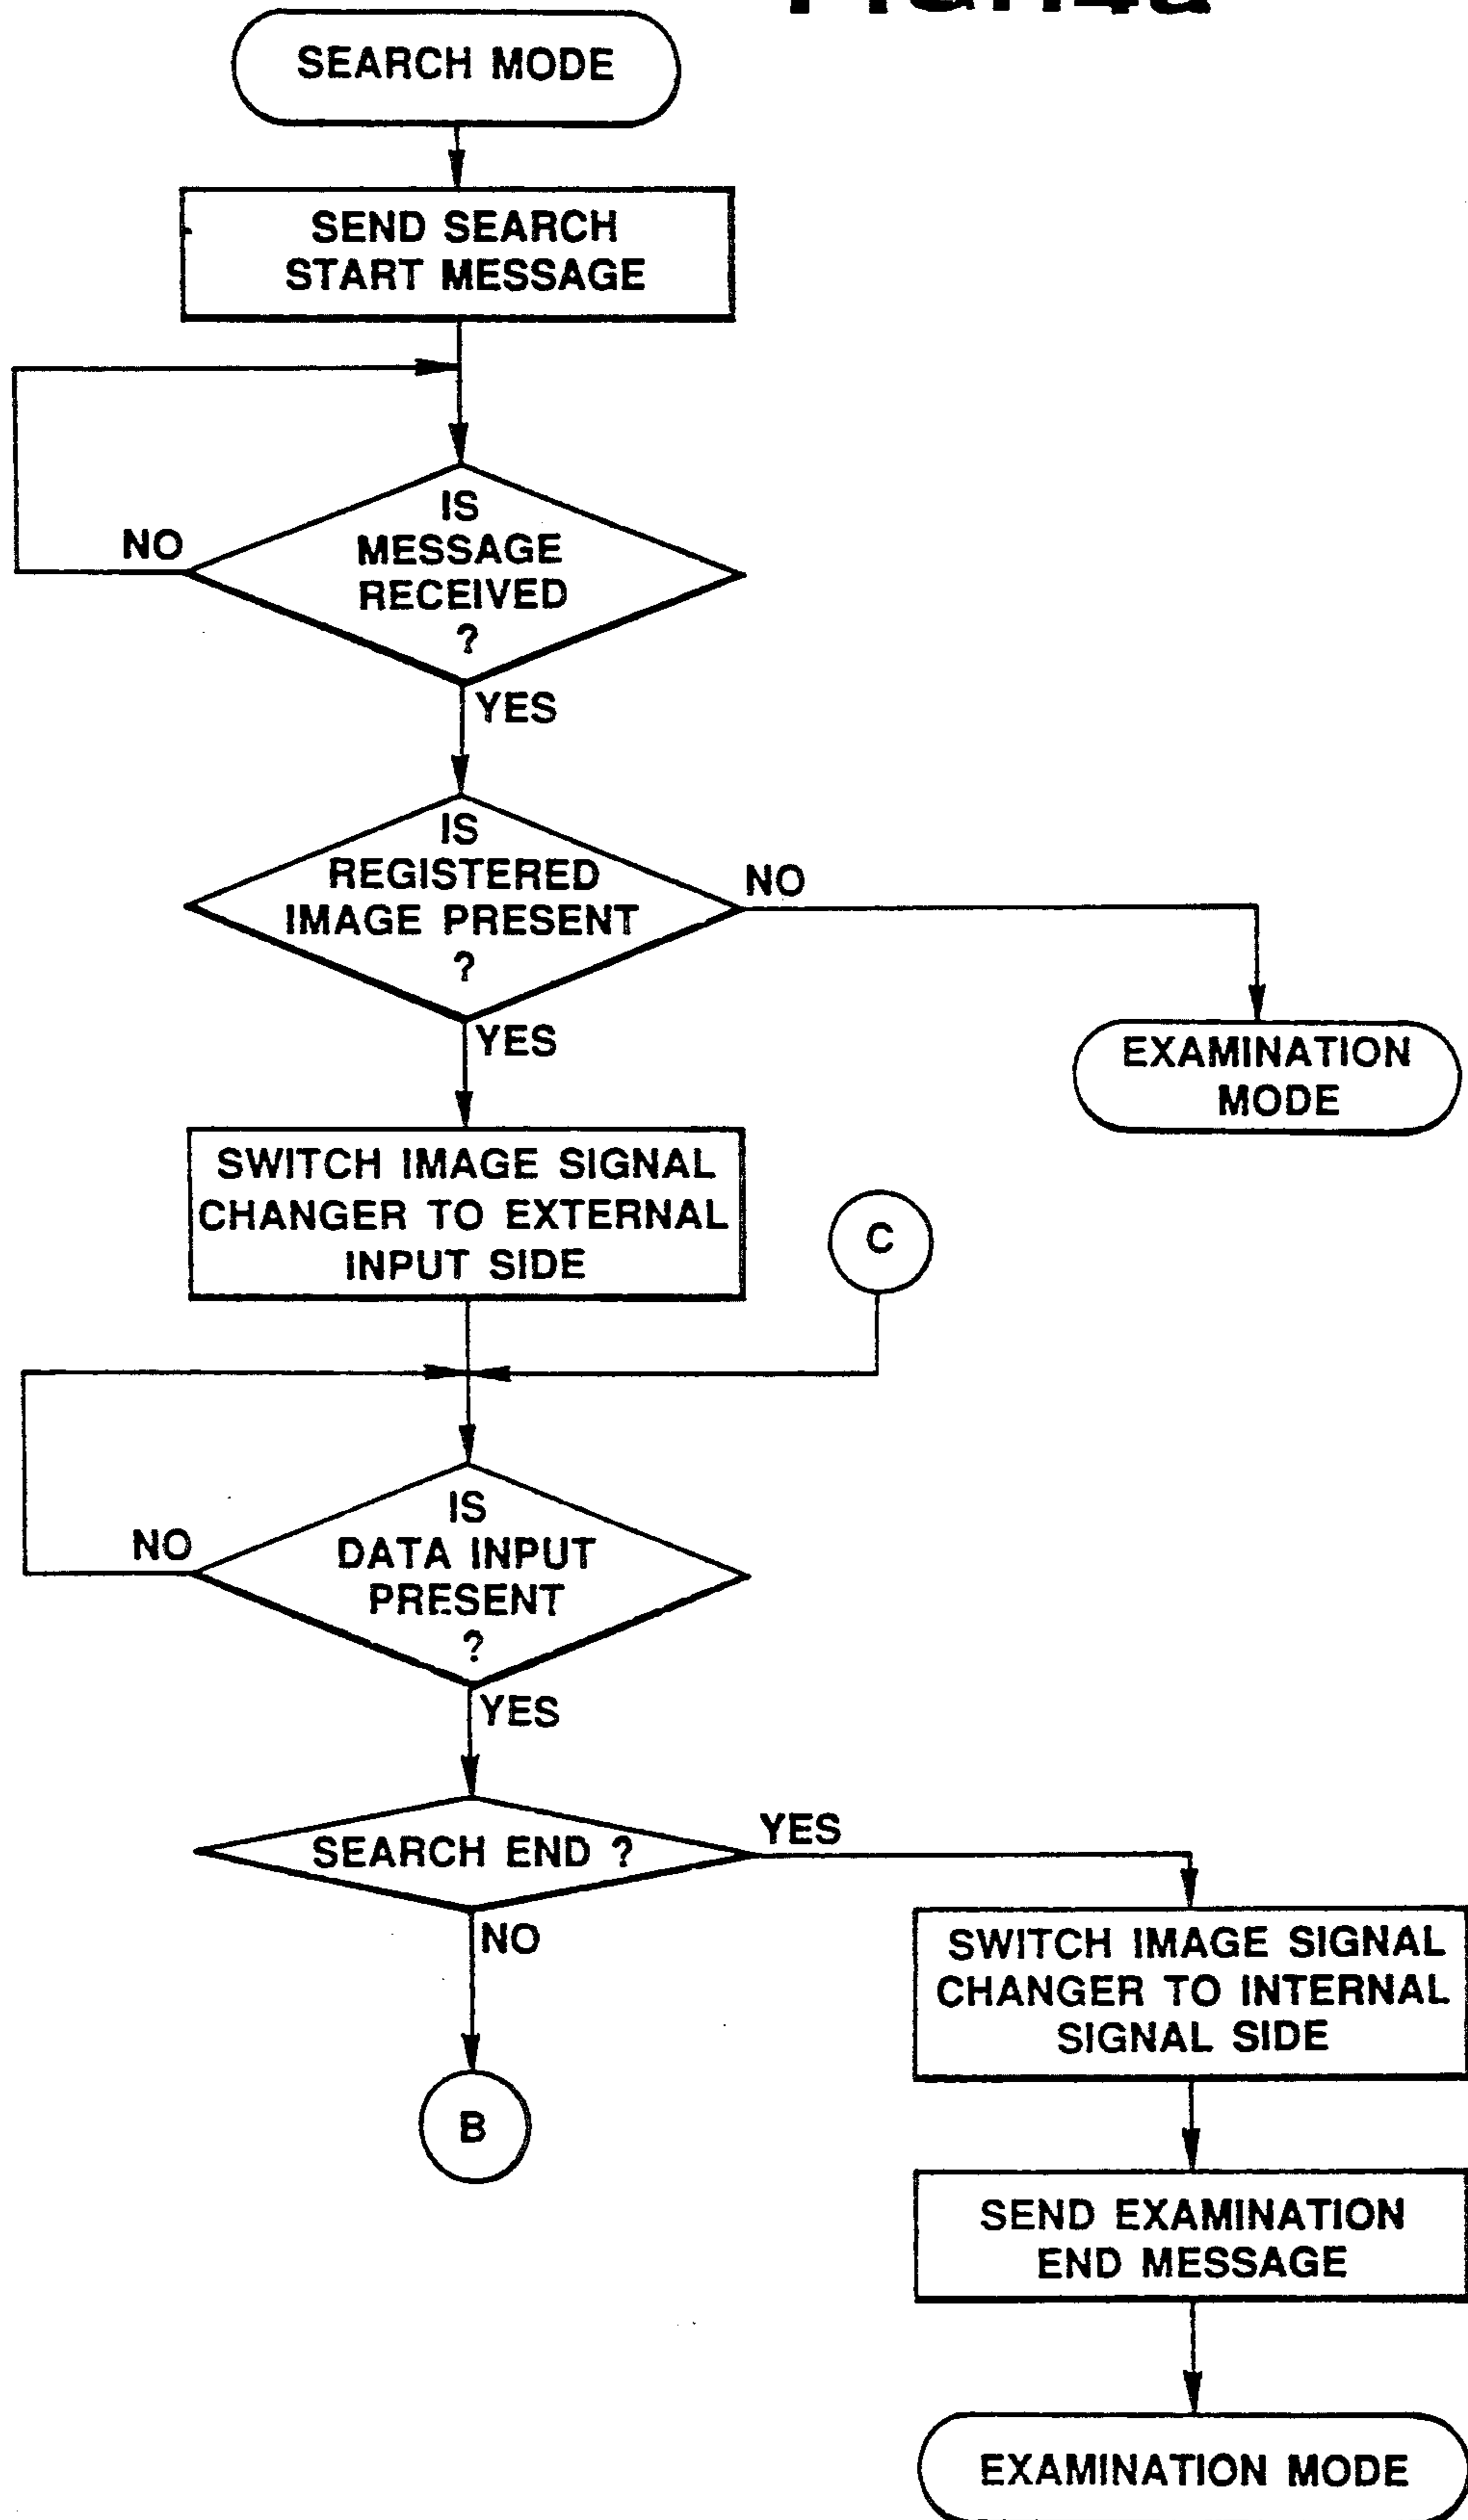 SEARCH MODE
SEND SEARCH
START MESSAGE
IS
MESSAGE
RECEIVED
?
NO
YES
IS
REGISTERED
IMAGE PRESENT
?
NO
YES
EXAMINATION
MODE
SWITCH IMAGE SIGNAL
CHANGER TO EXTERNAL
INPUT SIDE
C
IS
DATA INPUT
PRESENT
?
NO
YES
SEARCH END ?
YES
NO
SWITCH IMAGE SIGNAL
CHANGER TO INTERNAL
SIGNAL SIDE
B
SEND EXAMINATION
END MESSAGE
EXAMINATION MODE